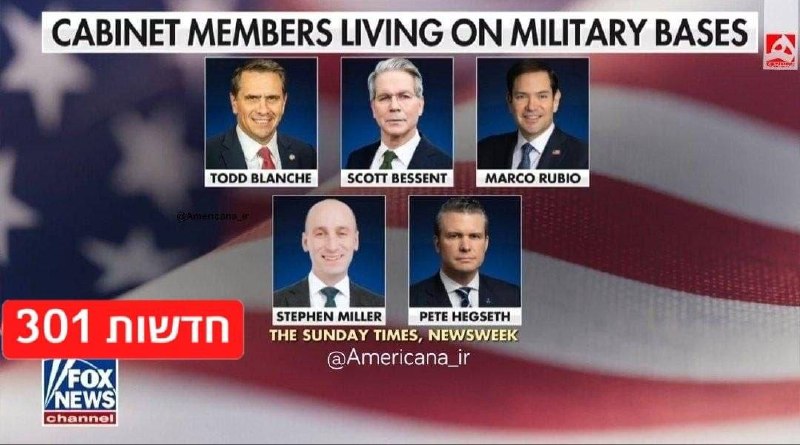 CABINET MEMBERS LIVING ON MILITARY BASES
TODD BLANCHE
SCOTT BESSENT
MARCO RUBIO
@Americana_ir
STEPHEN MILLER
PETE HEGSETH
חדשות 301
THE SUNDAY TIMES, NEWSWEEK
@Americana_ir
FOX
NEWS
channel